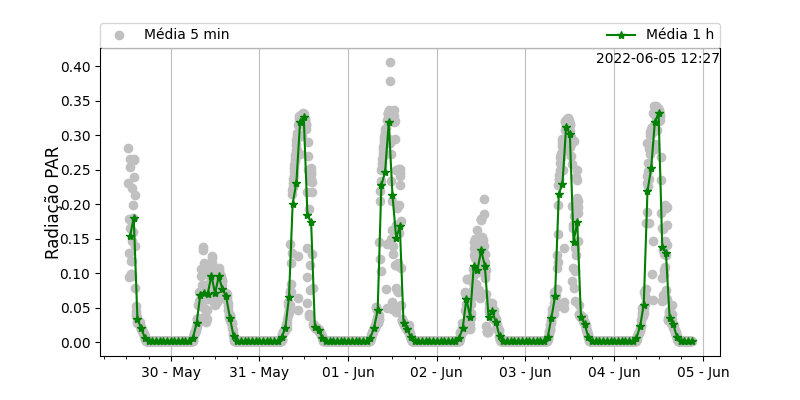 Média 5 min
Média 1 h
2022-06-05 12:27
Radiação PAR
0.40
0.35
0.30
0.25
0.20
0.15
0.10
0.05
0.00
30 - May
31 - May
01 - Jun
02 - Jun
03 - Jun
04 - Jun
05 - Jun